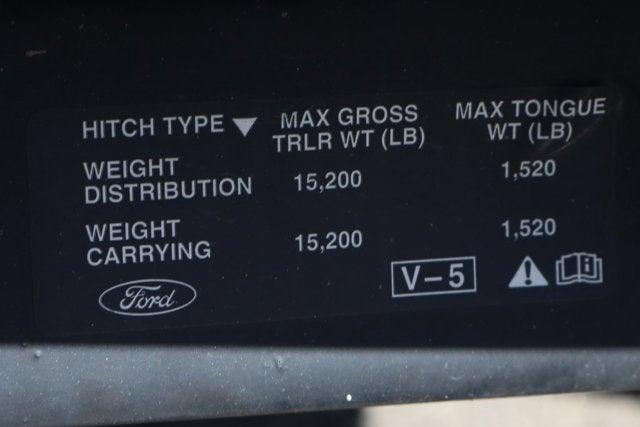 HITCH TYPE ▼ MAX GROSS TRLR WT (LB) MAX TONGUE WT (LB)
WEIGHT DISTRIBUTION 15,200 1,520
WEIGHT CARRYING 15,200 1,520
Ford V-5